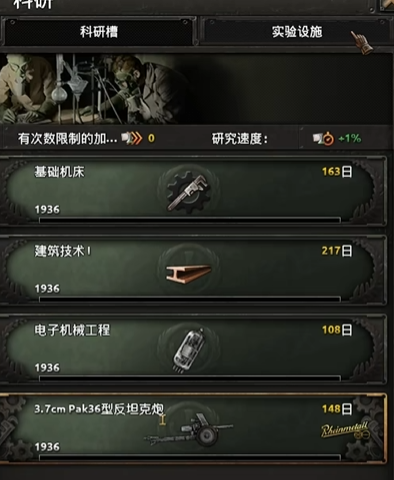 科研
科研槽 实验设施
有次数限制的加... 0 研究速度: +1%
基础机床 163日
1936
建筑技术I 217日
1936
电子机械工程 108日
1936
3.7cm Pak36型反坦克炮 148日
Rheinmetall
1936